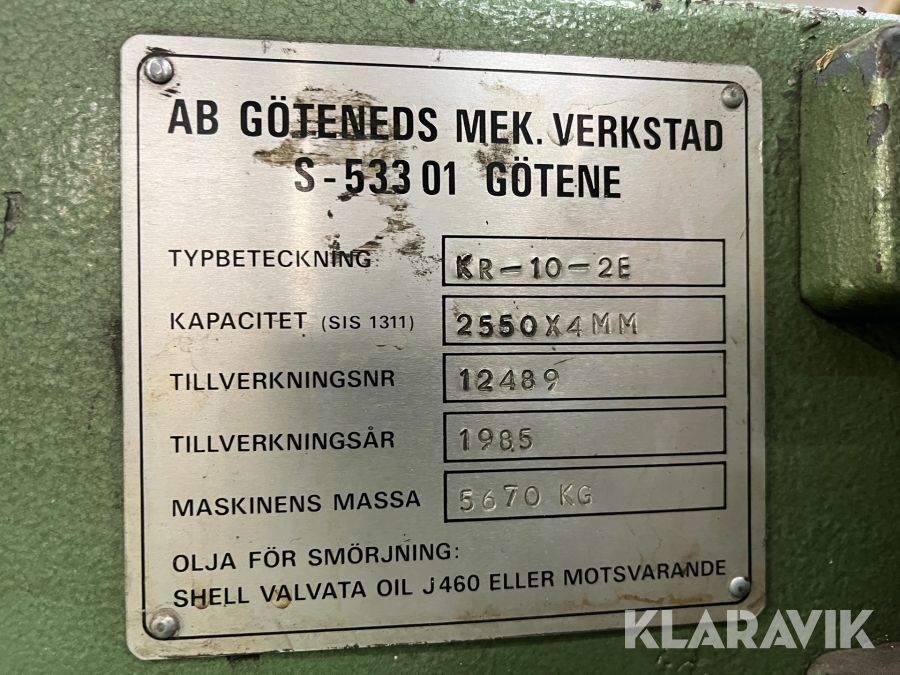 AB GÖTENEDS MEK. VERKSTAD
S-533 01 GÖTENE
TYPBETECKNING: KR-10-2E
KAPACITET (SIS 1311) 2550X4MM
TILLVERKNINGSNR 12489
TILLVERKNINGSÅR 1985
MASKINENS MASSA 5670 KG
OLJA FÖR SMÖRJNING:
SHELL VALVATA OIL J460 ELLER MOTSVARANDE
KLARAVIK